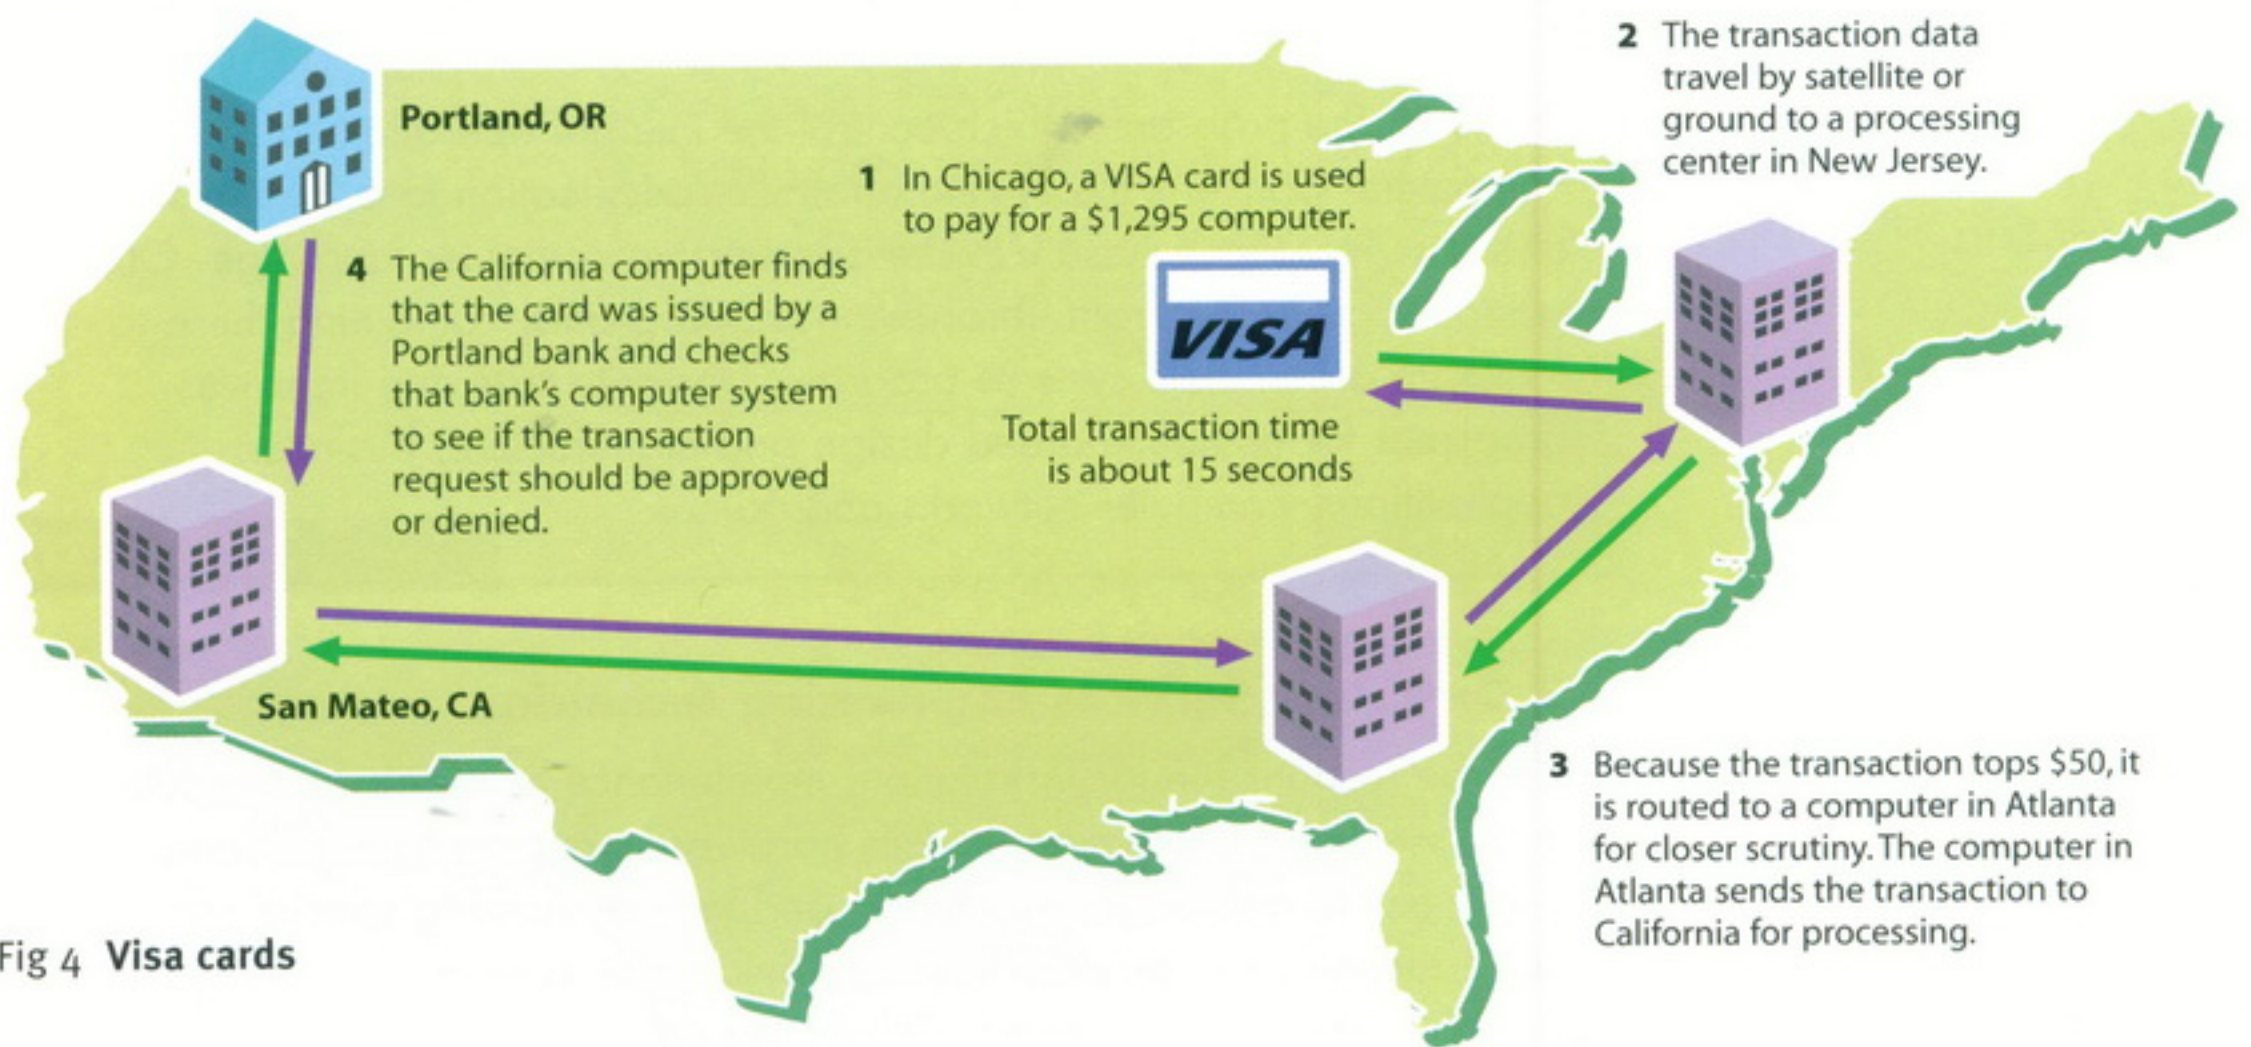 Portland, OR
1 In Chicago, a VISA card is used
to pay for a $1,295 computer.
VISA
Total transaction time
is about 15 seconds
2 The transaction data
travel by satellite or
ground to a processing
center in New Jersey.
3 Because the transaction tops $50, it
is routed to a computer in Atlanta
for closer scrutiny. The computer in
Atlanta sends the transaction to
California for processing.
4 The California computer finds
that the card was issued by a
Portland bank and checks
that bank's computer system
to see if the transaction
request should be approved
or denied.
San Mateo, CA
Fig 4 Visa cards